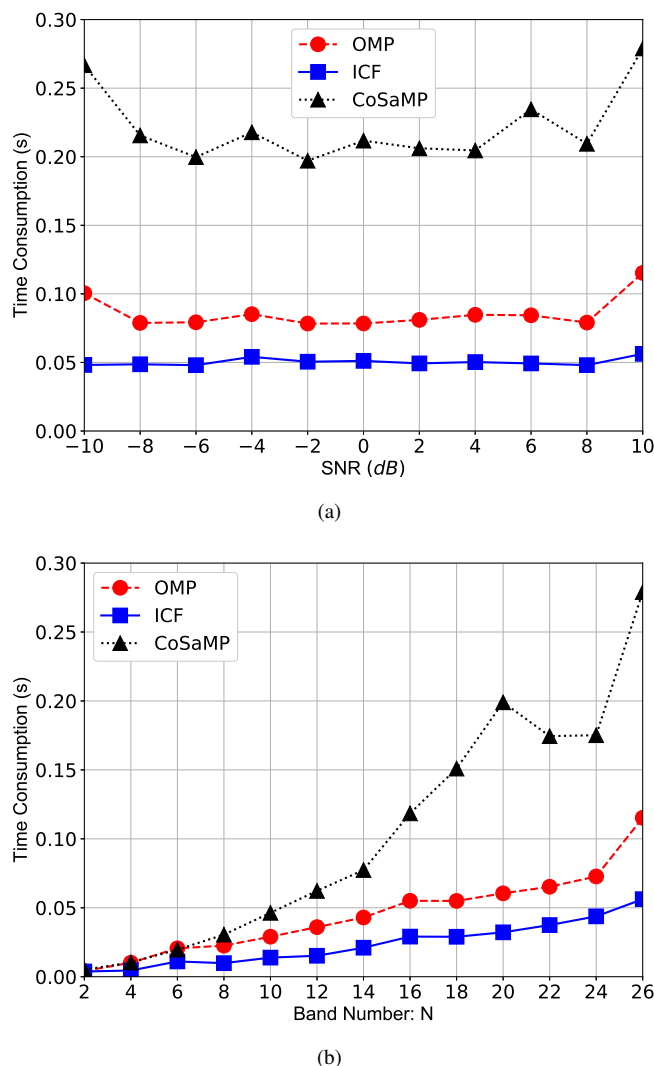 0.30
0.25
0.20
0.15
0.10
0.05
0.00
Time Consumption (s)
OMP
ICF
CoSaMP
−10 −8 −6 −4 −2 0 2 4 6 8 10
SNR (dB)
(a)
0.30
0.25
0.20
0.15
0.10
0.05
0.00
Time Consumption (s)
OMP
ICF
CoSaMP
2 4 6 8 10 12 14 16 18 20 22 24 26
Band Number: N
(b)